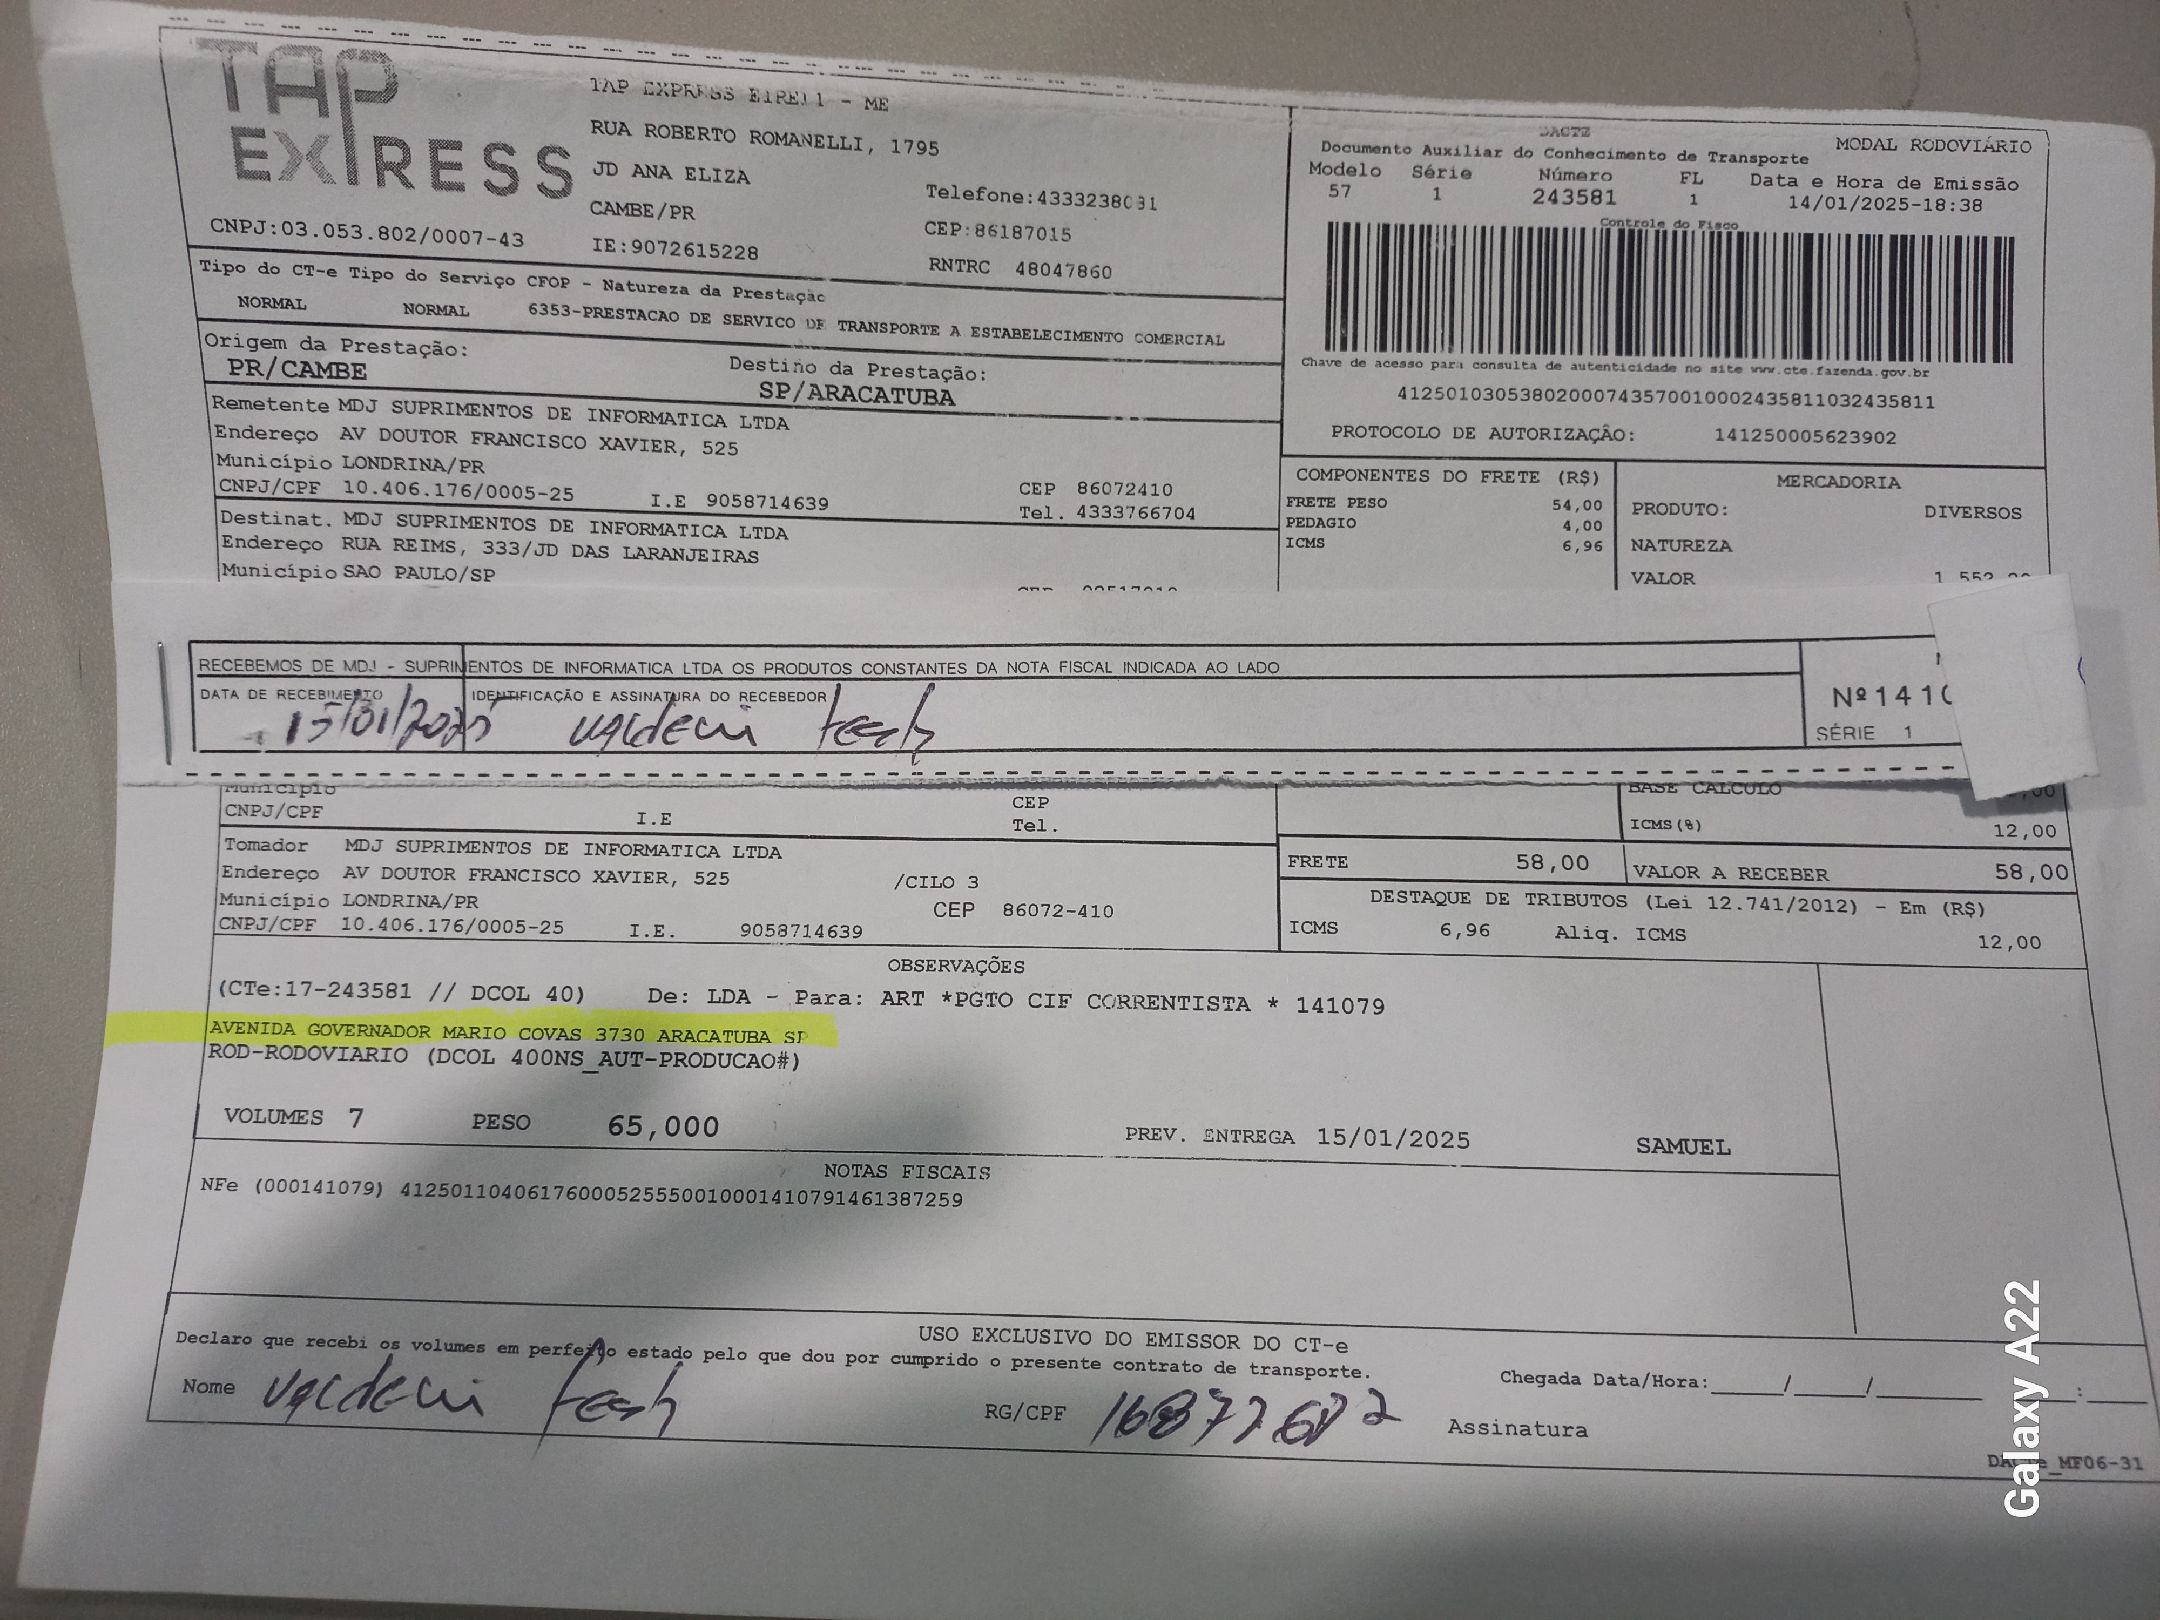 TAP
EXPRESS
TAP EXPRESS EIRELI - ME
RUA ROBERTO ROMANELLI, 1795
JD ANA ELIZA
CAMBE/PR
IE:9072615228
Telefone:4333238031
CEP:86187015
RNTRC 48047860
CNPJ:03.053.802/0007-43
DACTE
MODAL RODOVIÁRIO
Documento Auxiliar do Conhecimento de Transporte
Modelo Série Número FL Data e Hora de Emissão
57 1 243581 1 14/01/2025-18:38
Controle do Fisco
Chave de acesso para consulta de autenticidade no site www.cte.fazenda.gov.br
41250103053802000743570010002435811032435811
PROTOCOLO DE AUTORIZAÇÃO: 141250005623902
Tipo do CT-e Tipo do Serviço CFOP - Natureza da Prestação
NORMAL NORMAL 6353-PRESTACAO DE SERVICO DE TRANSPORTE A ESTABELECIMENTO COMERCIAL
Origem da Prestação: Destino da Prestação:
PR/CAMBE SP/ARACATUBA
Remetente MDJ SUPRIMENTOS DE INFORMATICA LTDA
Endereço AV DOUTOR FRANCISCO XAVIER, 525
Município LONDRINA/PR CEP 86072410
CNPJ/CPF 10.406.176/0005-25 I.E 9058714639 Tel. 4333766704
Destinat. MDJ SUPRIMENTOS DE INFORMATICA LTDA
Endereço RUA REIMS, 333/JD DAS LARANJEIRAS
Município SAO PAULO/SP
COMPONENTES DO FRETE (R$)
FRETE PESO 54,00
PEDAGIO 4,00
ICMS 6,96
MERCADORIA
PRODUTO: DIVERSOS
NATUREZA
VALOR
RECEBEMOS DE MDJ - SUPRIMENTOS DE INFORMATICA LTDA OS PRODUTOS CONSTANTES DA NOTA FISCAL INDICADA AO LADO
DATA DE RECEBIMENTO IDENTIFICAÇÃO E ASSINATURA DO RECEBEDOR
15/01/2025
Nº 141
SÉRIE 1
Município
CNPJ/CPF I.E
CEP
Tel.
BASE CALCULO
ICMS(%) 12,00
Tomador MDJ SUPRIMENTOS DE INFORMATICA LTDA
Endereço AV DOUTOR FRANCISCO XAVIER, 525 /CILO 3
Município LONDRINA/PR CEP 86072-410
CNPJ/CPF 10.406.176/0005-25 I.E. 9058714639
FRETE 58,00 VALOR A RECEBER 58,00
DESTAQUE DE TRIBUTOS (Lei 12.741/2012) - Em (R$)
ICMS 6,96 Aliq. ICMS 12,00
OBSERVAÇÕES
(CTe:17-243581 // DCOL 40) De: LDA - Para: ART *PGTO CIF CORRENTISTA * 141079
AVENIDA GOVERNADOR MARIO COVAS 3730 ARACATUBA SP
ROD-RODOVIARIO (DCOL 400NS_AUT-PRODUCAO#)
VOLUMES 7 PESO 65,000 PREV. ENTREGA 15/01/2025 SAMUEL
NOTAS FISCAIS
NFe (000141079) 41250110406176000525550010001410791461387259
USO EXCLUSIVO DO EMISSOR DO CT-e
Declaro que recebi os volumes em perfeito estado pelo que dou por cumprido o presente contrato de transporte.
Nome
RG/CPF
Chegada Data/Hora:____/____/______ :____
Assinatura
DACTe_MF06-31
Galaxy A22